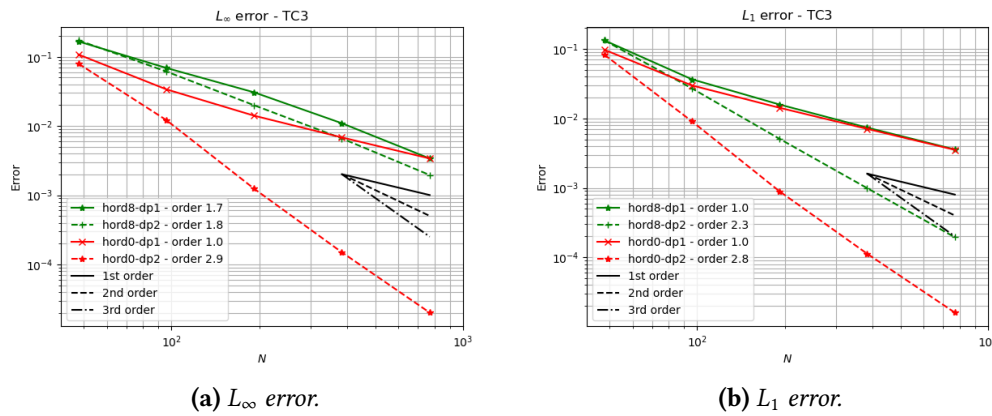 L∞ error - TC3
10⁻¹
10⁻²
10⁻³
10⁻⁴
Error
hord8-dp1 - order 1.7
hord8-dp2 - order 1.8
hord0-dp1 - order 1.0
hord0-dp2 - order 2.9
1st order
2nd order
3rd order
10²
10³
N
(a) L∞ error.
L₁ error - TC3
10⁻¹
10⁻²
10⁻³
10⁻⁴
Error
hord8-dp1 - order 1.0
hord8-dp2 - order 2.3
hord0-dp1 - order 1.0
hord0-dp2 - order 2.8
1st order
2nd order
3rd order
10²
N
(b) L₁ error.